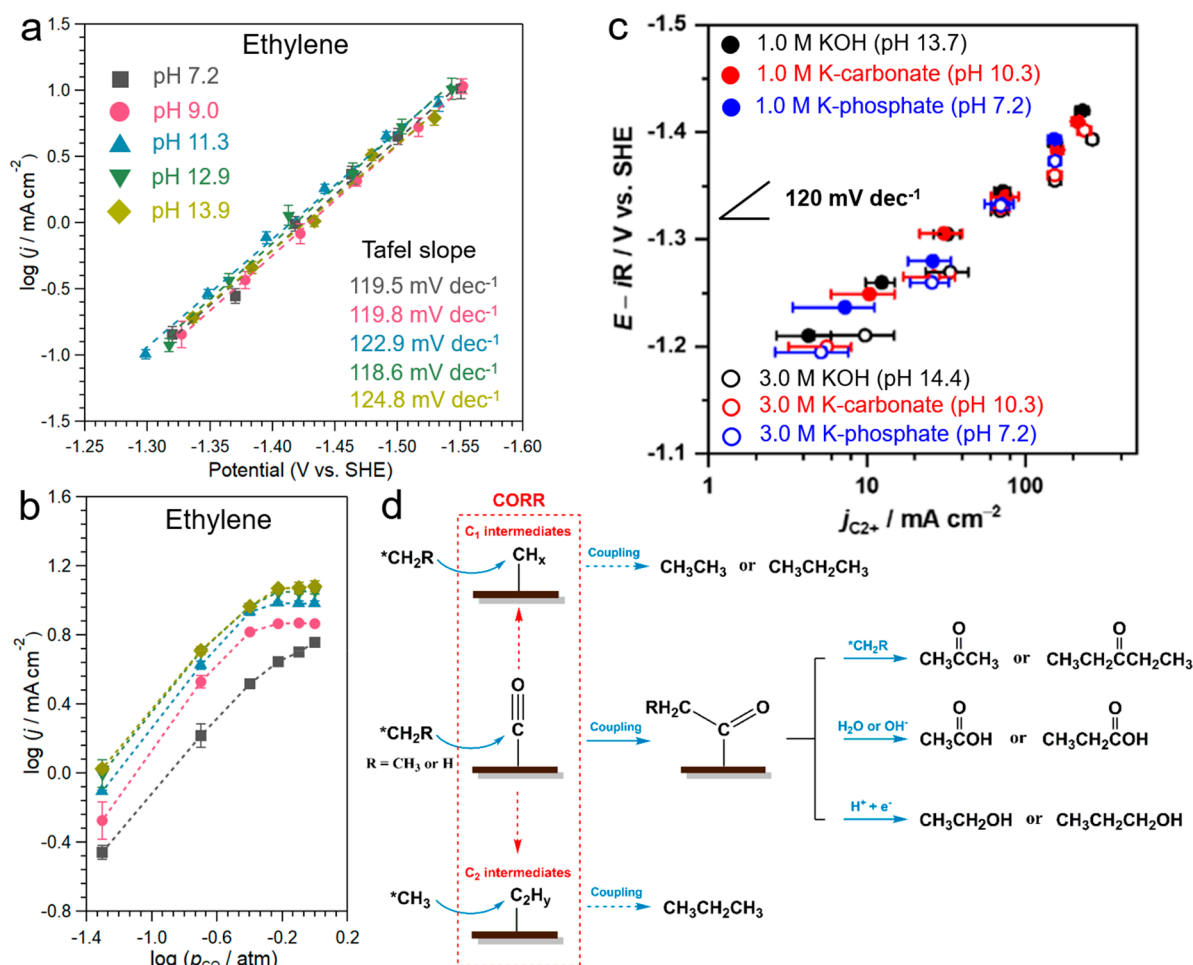 a
Ethylene
pH 7.2
pH 9.0
pH 11.3
pH 12.9
pH 13.9
Tafel slope
119.5 mV dec-1
119.8 mV dec-1
122.9 mV dec-1
118.6 mV dec-1
124.8 mV dec-1
log (j / mA cm-2)
1.5
1.0
0.5
0.0
-0.5
-1.0
-1.5
-1.25 -1.30 -1.35 -1.40 -1.45 -1.50 -1.55 -1.60
Potential (V vs. SHE)
c
1.0 M KOH (pH 13.7)
1.0 M K-carbonate (pH 10.3)
1.0 M K-phosphate (pH 7.2)
120 mV dec-1
3.0 M KOH (pH 14.4)
3.0 M K-carbonate (pH 10.3)
3.0 M K-phosphate (pH 7.2)
E – iR / V vs. SHE
-1.5
-1.4
-1.3
-1.2
-1.1
1 10 100
jC2+ / mA cm–2
b
Ethylene
log (j / mA cm-2)
1.6
1.2
0.8
0.4
0.0
-0.4
-0.8
-1.4 -1.0 -0.6 -0.2 0.2
log (pCO / atm)
d
CORR
C1 intermediates
*CH2R
CHx
Coupling
CH3CH3 or CH3CH2CH3
O
C
*CH2R
R = CH3 or H
Coupling
RH2C
O
C
*CH2R
O
CH3CCH3 or
O
CH3CH2CCH2CH3
H2O or OH-
O
CH3COH or
O
CH3CH2COH
H+ + e-
CH3CH2OH or CH3CH2CH2OH
C2 intermediates
*CH3
C2Hy
Coupling
CH3CH2CH3